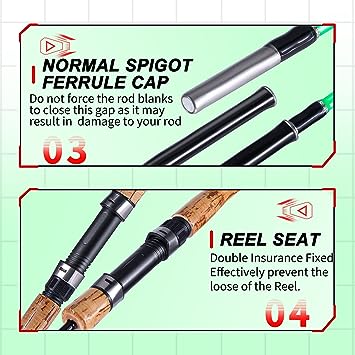 NORMAL SPIGOT
FERRULE CAP
Do not force the rod blanks
to close this gap as it may
result in damage to your rod
03
REEL SEAT
Double Insurance Fixed
Effectively prevent the
loose of the Reel.
04